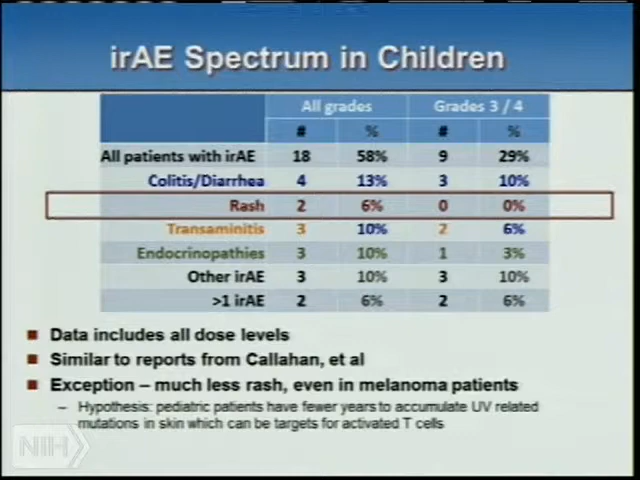 irAE Spectrum in Children
All grades Grades 3 / 4
# % # %
All patients with irAE 18 58% 9 29%
Colitis/Diarrhea 4 13% 3 10%
Rash 2 6% 0 0%
Transaminitis 3 10% 2 6%
Endocrinopathies 3 10% 1 3%
Other irAE 3 10% 3 10%
>1 irAE 2 6% 2 6%
Data includes all dose levels
Similar to reports from Callahan, et al
Exception – much less rash, even in melanoma patients
– Hypothesis: pediatric patients have fewer years to accumulate UV related
mutations in skin which can be targets for activated T cells
NIH